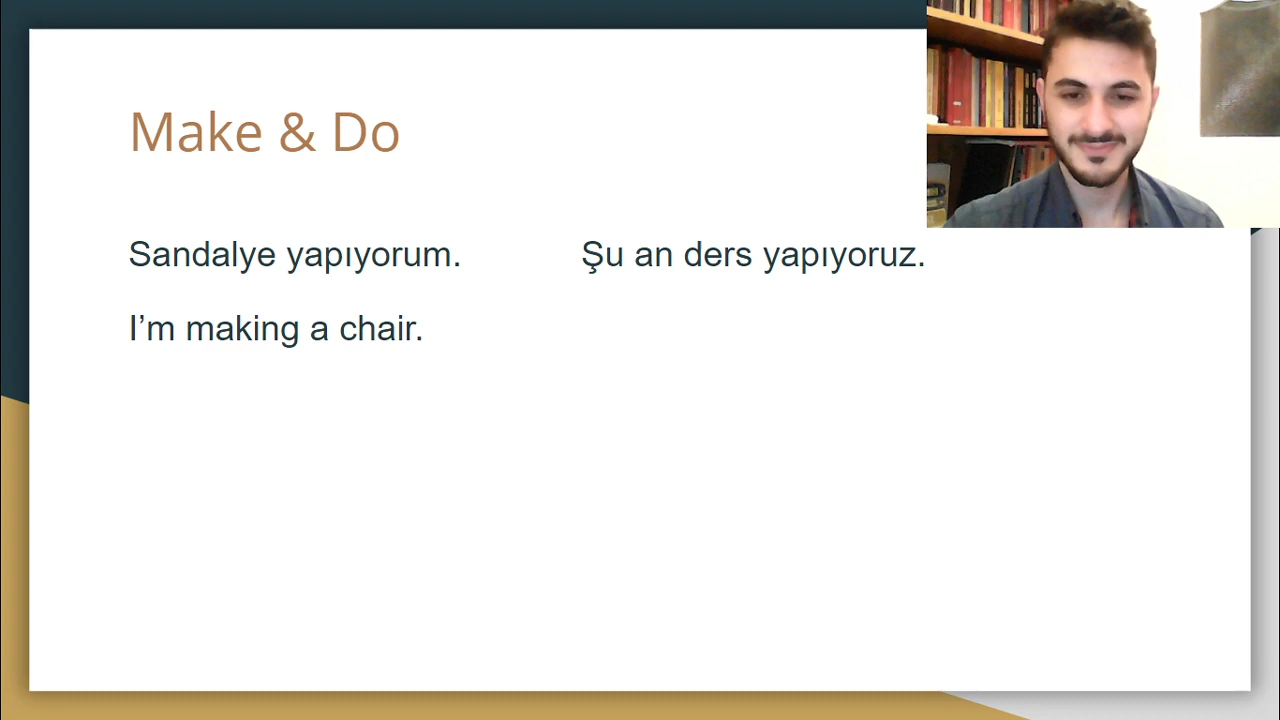 Make & Do
Sandalye yapıyorum.
Şu an ders yapıyoruz.
I’m making a chair.